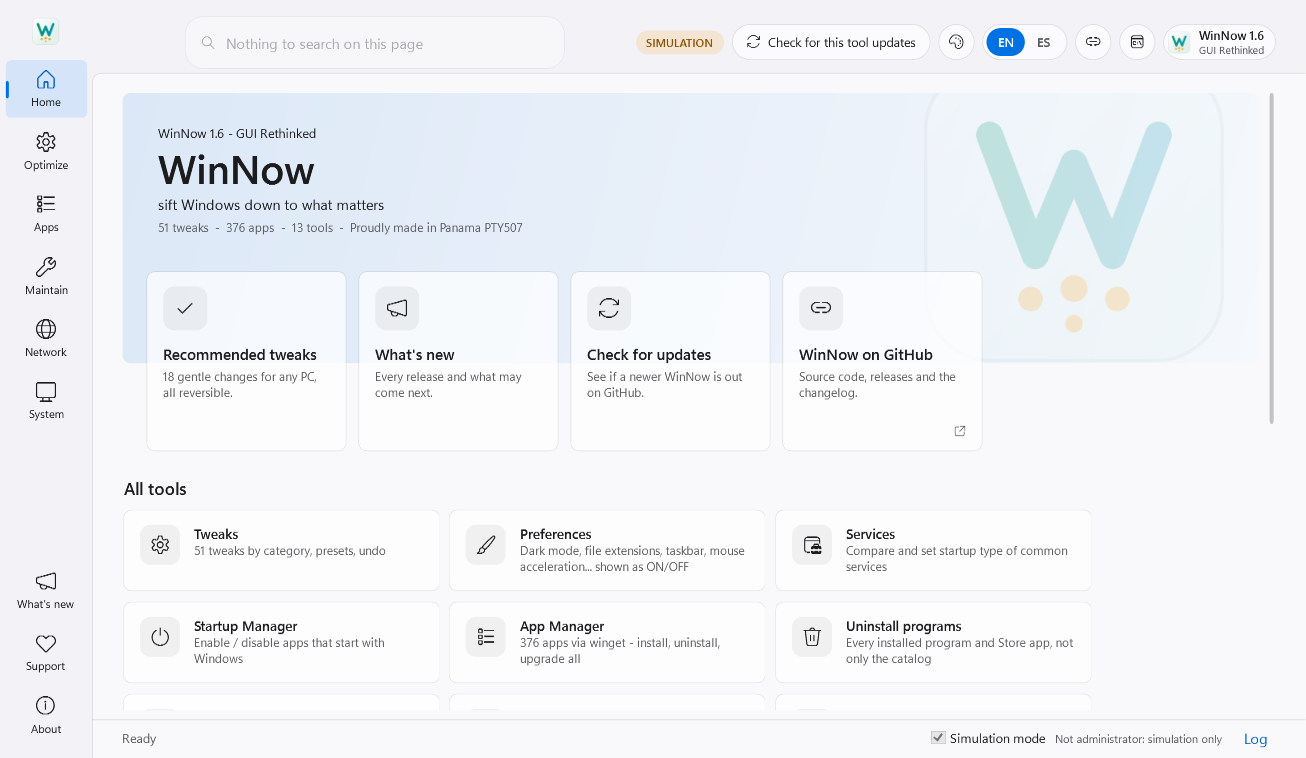 Nothing to search on this page
SIMULATION
Check for this tool updates
EN
ES
WinNow 1.6
GUI Rethinked
Home
Optimize
Apps
Maintain
Network
System
What's new
Support
About
WinNow 1.6 - GUI Rethinked
WinNow
sift Windows down to what matters
51 tweaks - 376 apps - 13 tools - Proudly made in Panama PTY507
Recommended tweaks
18 gentle changes for any PC,
all reversible.
What's new
Every release and what may
come next.
Check for updates
See if a newer WinNow is out
on GitHub.
WinNow on GitHub
Source code, releases and the
changelog.
All tools
Tweaks
51 tweaks by category, presets, undo
Preferences
Dark mode, file extensions, taskbar, mouse
acceleration... shown as ON/OFF
Services
Compare and set startup type of common
services
Startup Manager
Enable / disable apps that start with
Windows
App Manager
376 apps via winget - install, uninstall,
upgrade all
Uninstall programs
Every installed program and Store app, not
only the catalog
Ready
Simulation mode
Not administrator: simulation only
Log